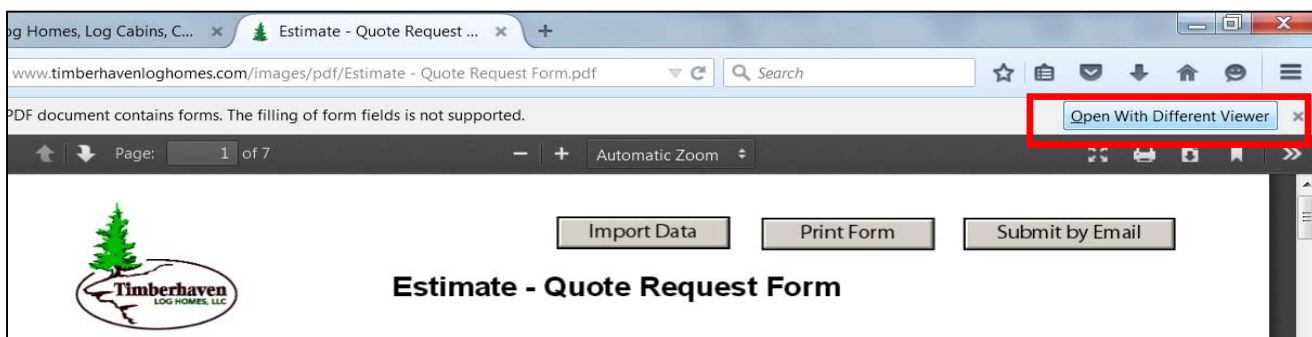 og Homes, Log Cabins, C... Estimate - Quote Request ...
www.timberhavenloghomes.com/images/pdf/Estimate - Quote Request Form.pdf Search
PDF document contains forms. The filling of form fields is not supported. Open With Different Viewer
Page: 1 of 7 Automatic Zoom
Import Data Print Form Submit by Email
Timberhaven
LOG HOMES, LLC
Estimate - Quote Request Form